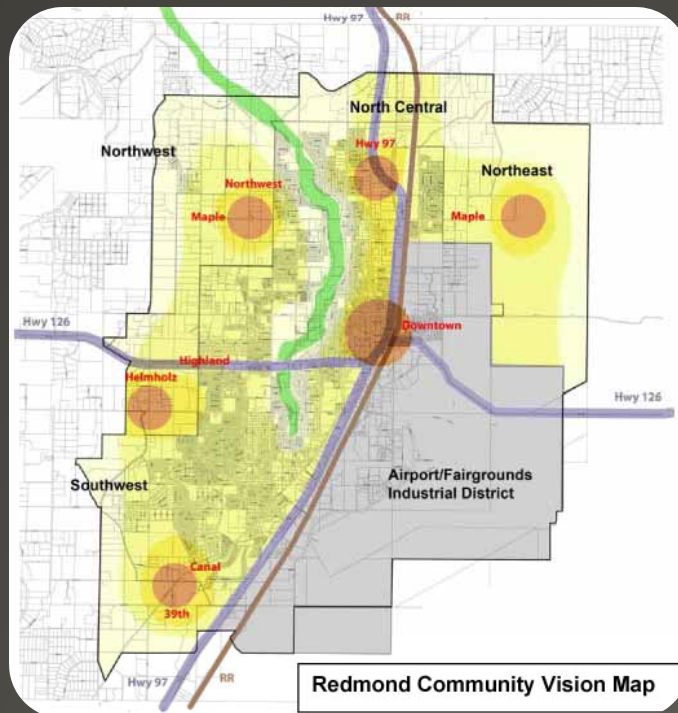 Hwy 97
RR
North Central
Northwest
Hwy 97
Northeast
Northwest
Maple
Maple
Hwy 126
Downtown
Highland
Helmholz
Hwy 126
Airport/Fairgrounds
Industrial District
Southwest
Canal
39th
Hwy 97
RR
Redmond Community Vision Map